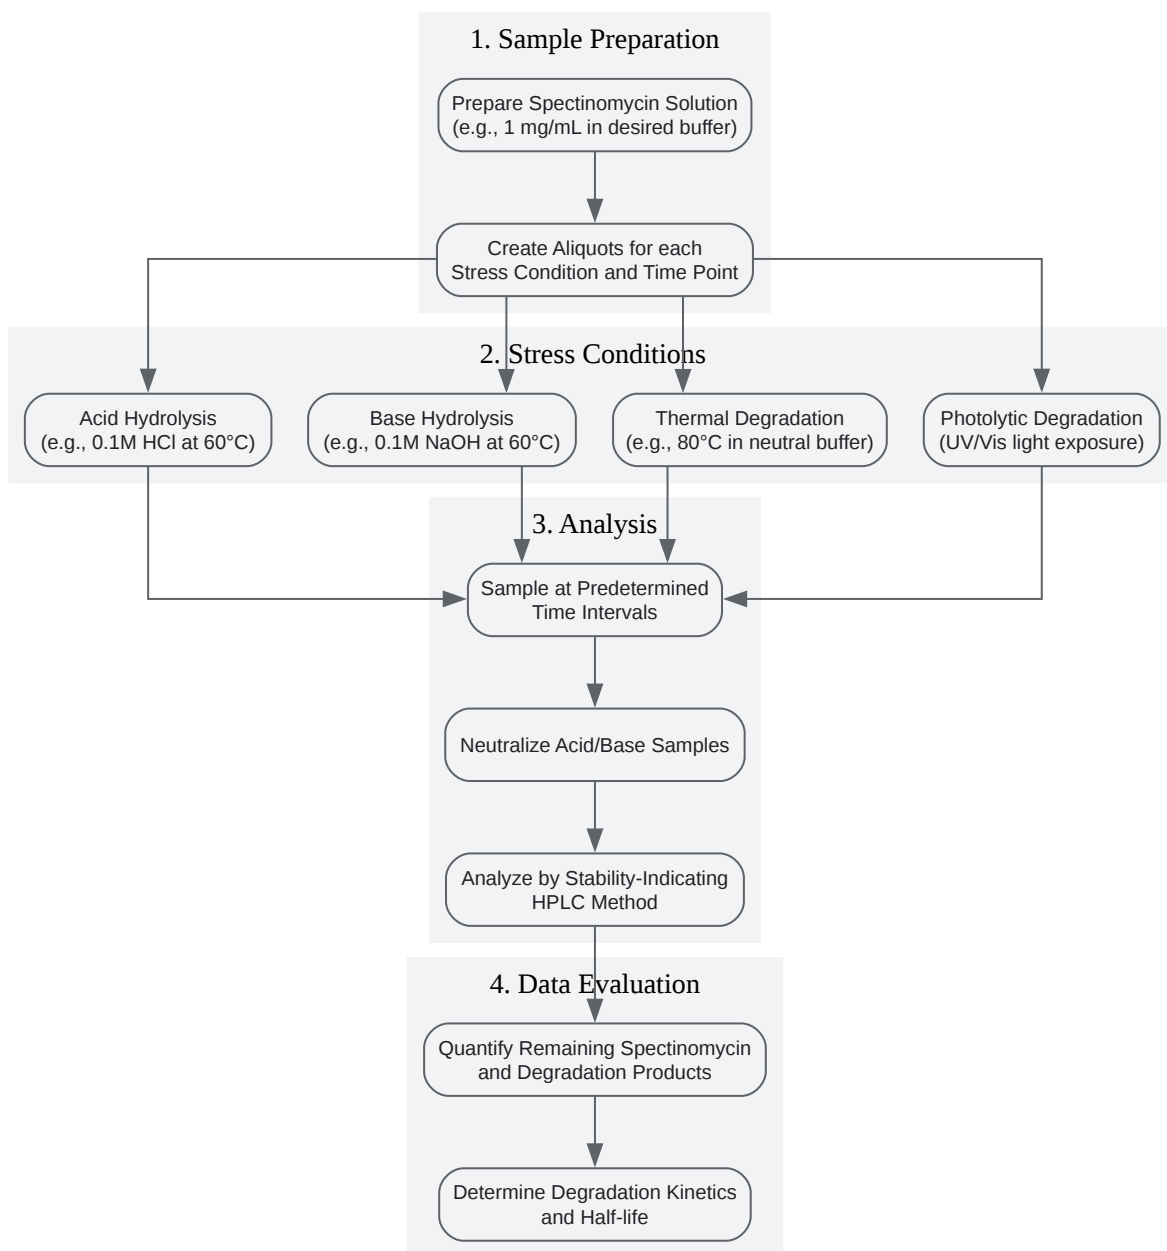 1. Sample Preparation
Prepare Spectinomycin Solution
(e.g., 1 mg/mL in desired buffer)
Create Aliquots for each
Stress Condition and Time Point
2. Stress Conditions
Acid Hydrolysis
(e.g., 0.1M HCl at 60°C)
Base Hydrolysis
(e.g., 0.1M NaOH at 60°C)
Thermal Degradation
(e.g., 80°C in neutral buffer)
Photolytic Degradation
(UV/Vis light exposure)
3. Analysis
Sample at Predetermined
Time Intervals
Neutralize Acid/Base Samples
Analyze by Stability-Indicating
HPLC Method
4. Data Evaluation
Quantify Remaining Spectinomycin
and Degradation Products
Determine Degradation Kinetics
and Half-life